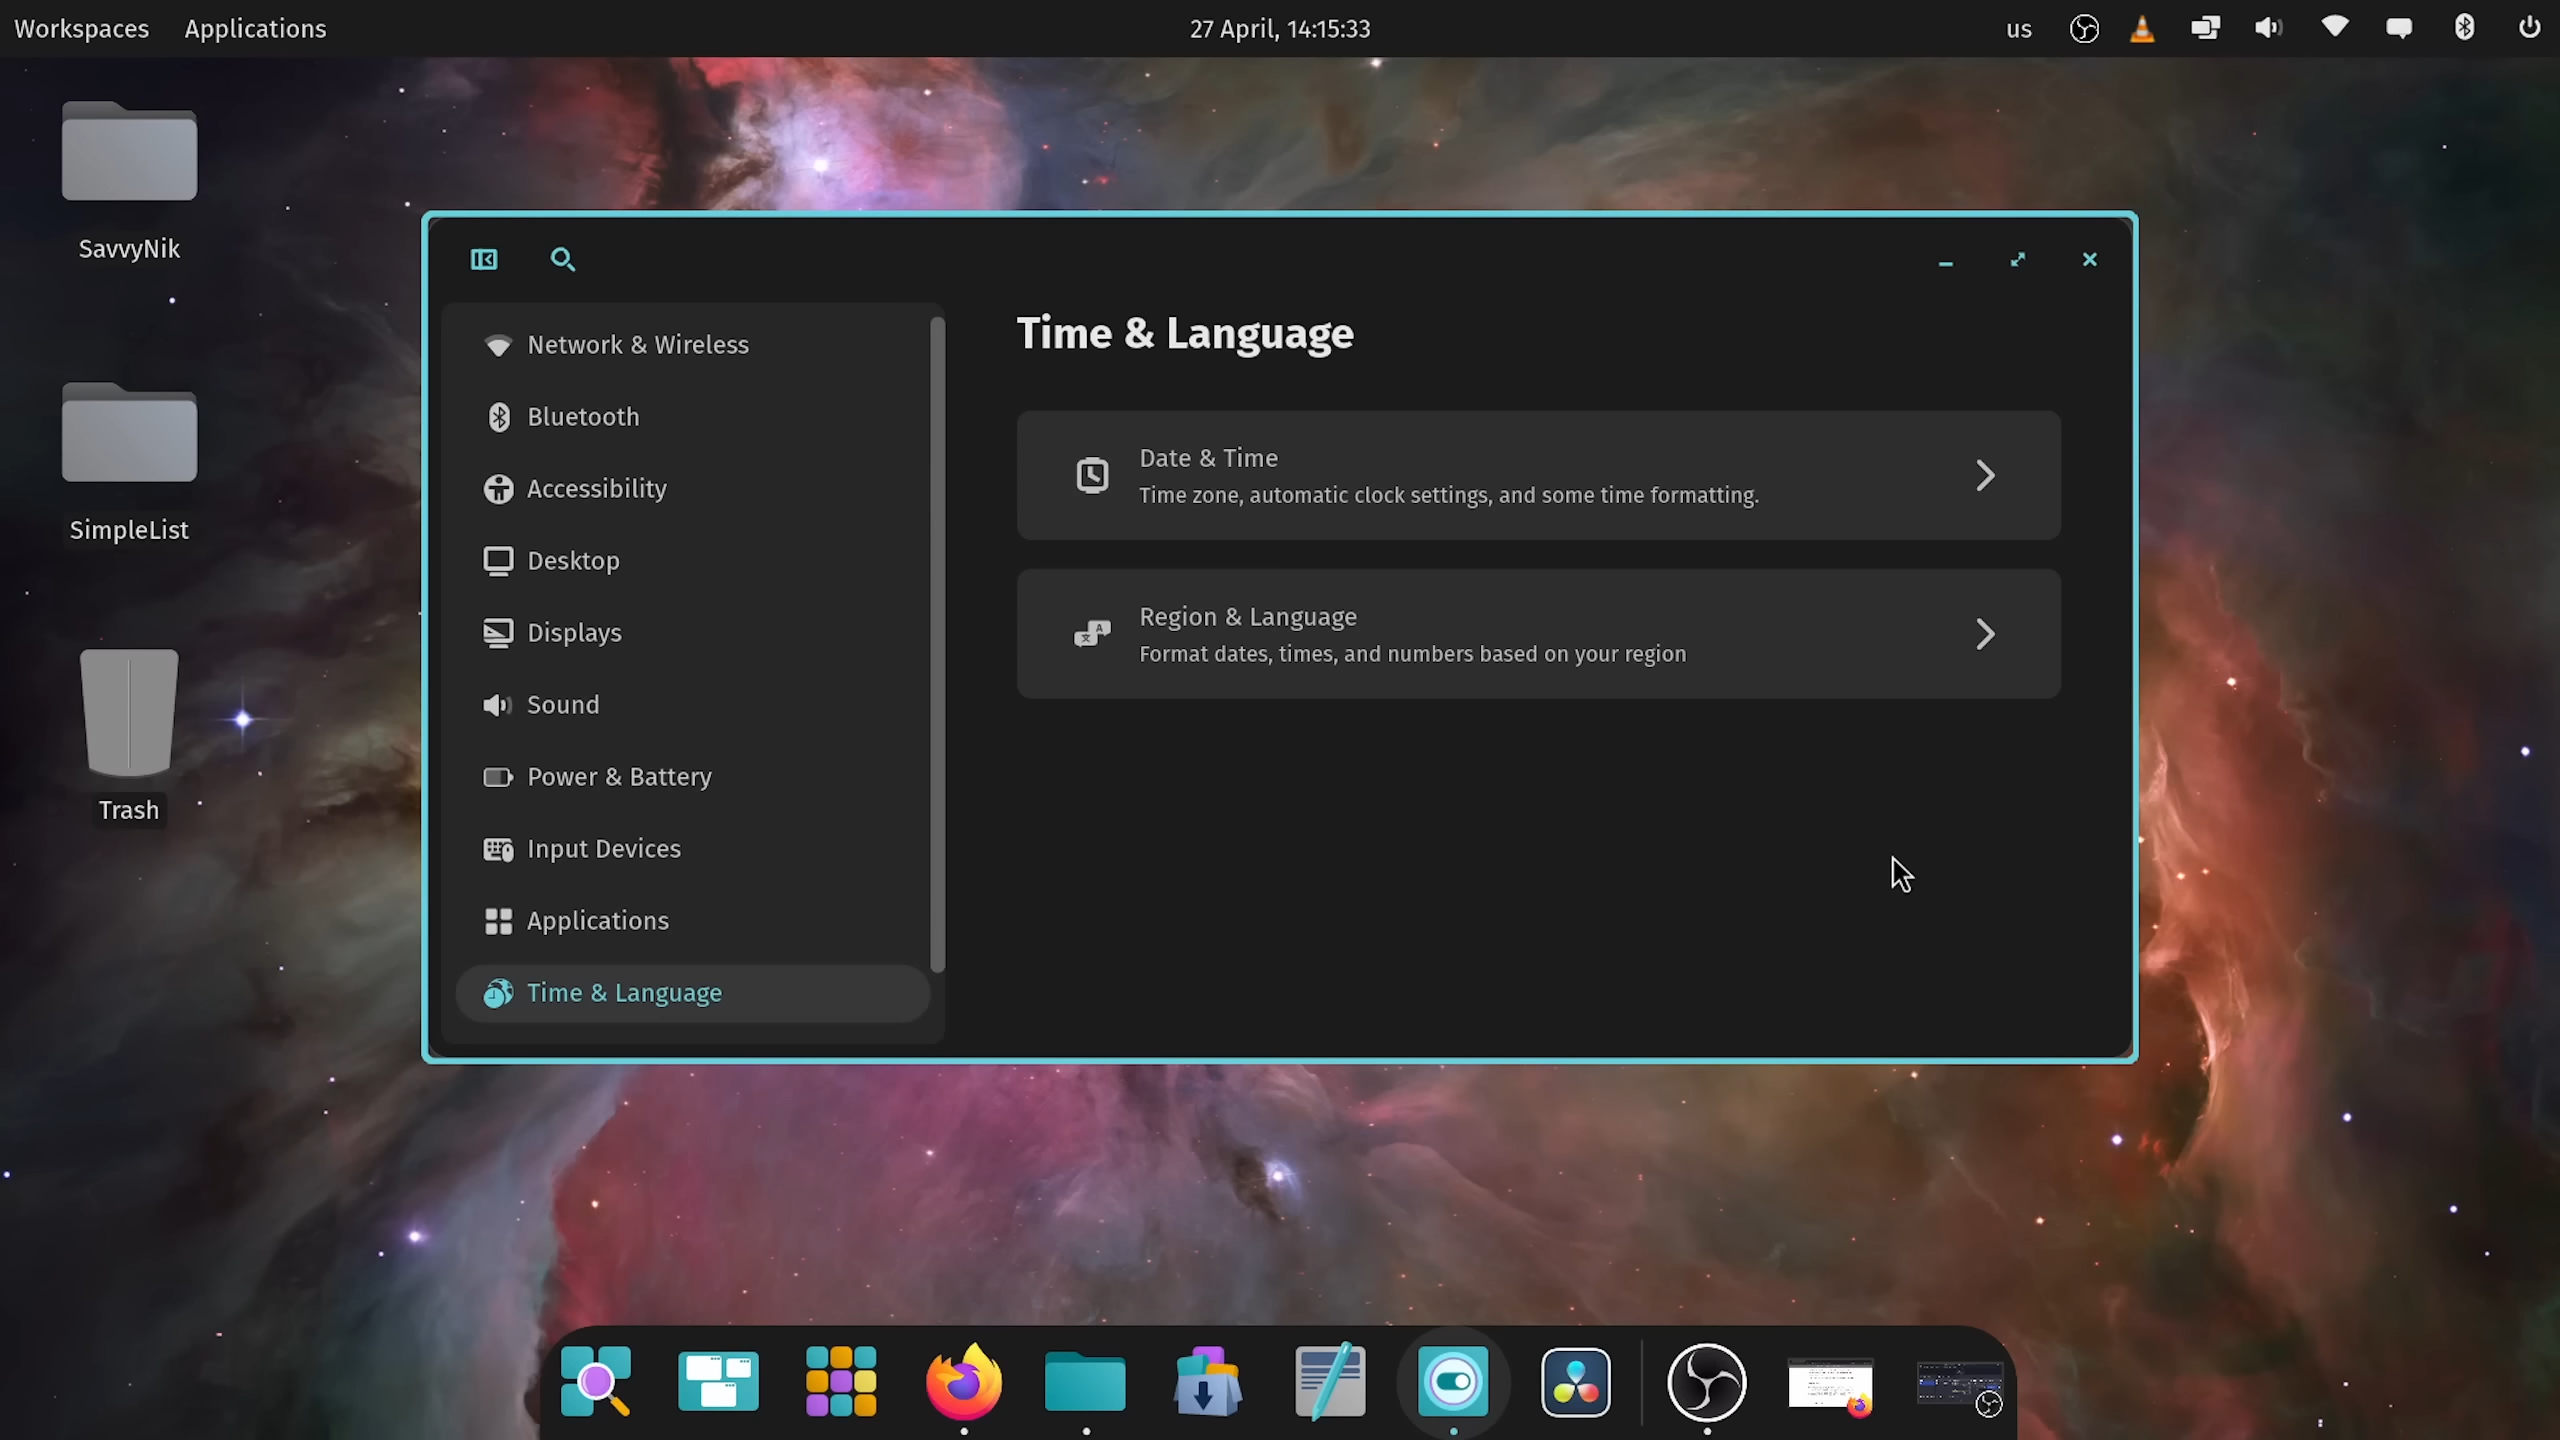 Workspaces
Applications
27 April, 14:15:33
us
SavvyNik
SimpleList
Trash
Network & Wireless
Bluetooth
Accessibility
Desktop
Displays
Sound
Power & Battery
Input Devices
Applications
Time & Language
Time & Language
Date & Time
Time zone, automatic clock settings, and some time formatting.
Region & Language
Format dates, times, and numbers based on your region